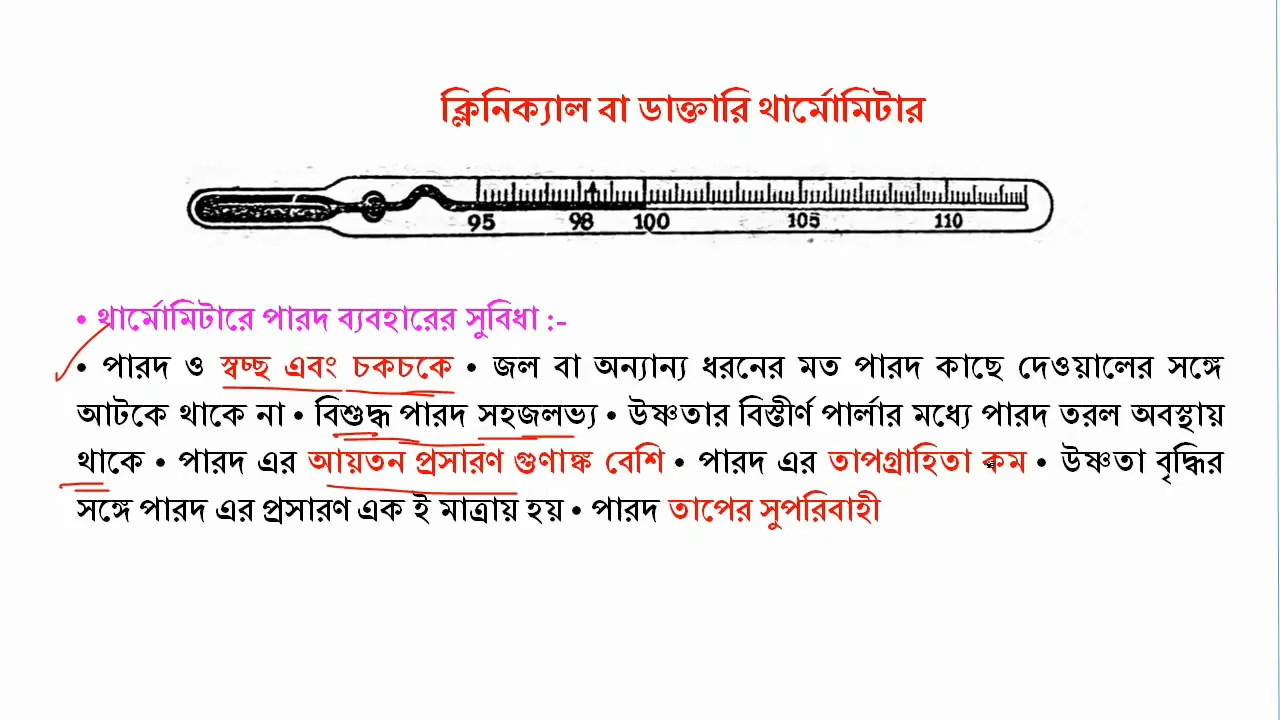 ক্লিনিক্যাল বা ডাক্তারি থার্মোমিটার
95 98 100 105 110
• থার্মোমিটারে পারদ ব্যবহারের সুবিধা :-
• পারদ ও স্বচ্ছ এবং চকচকে • জল বা অন্যান্য ধরনের মত পারদ কাছে দেওয়ালের সঙ্গে
আটকে থাকে না • বিশুদ্ধ পারদ সহজলভ্য • উষ্ণতার বিস্তীর্ণ পার্লার মধ্যে পারদ তরল অবস্থায়
থাকে • পারদ এর আয়তন প্রসারণ গুণাঙ্ক বেশি • পারদ এর তাপগ্রাহিতা কম • উষ্ণতা বৃদ্ধির
সঙ্গে পারদ এর প্রসারণ এক ই মাত্রায় হয় • পারদ তাপের সুপরিবাহী